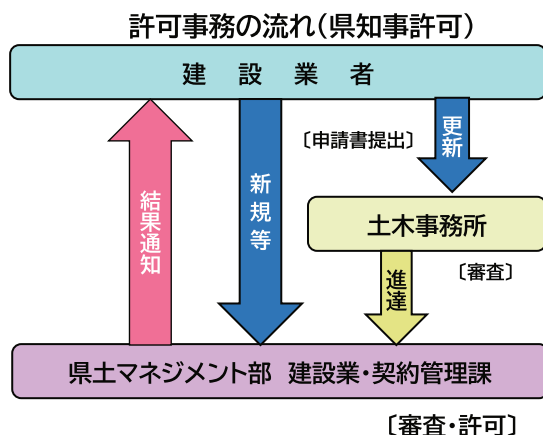 許可事務の流れ(県知事許可)
建設業者
〔申請書提出〕
更新
新規等
結果通知
土木事務所
〔審査〕
進達
県土マネジメント部 建設業・契約管理課
〔審査・許可〕